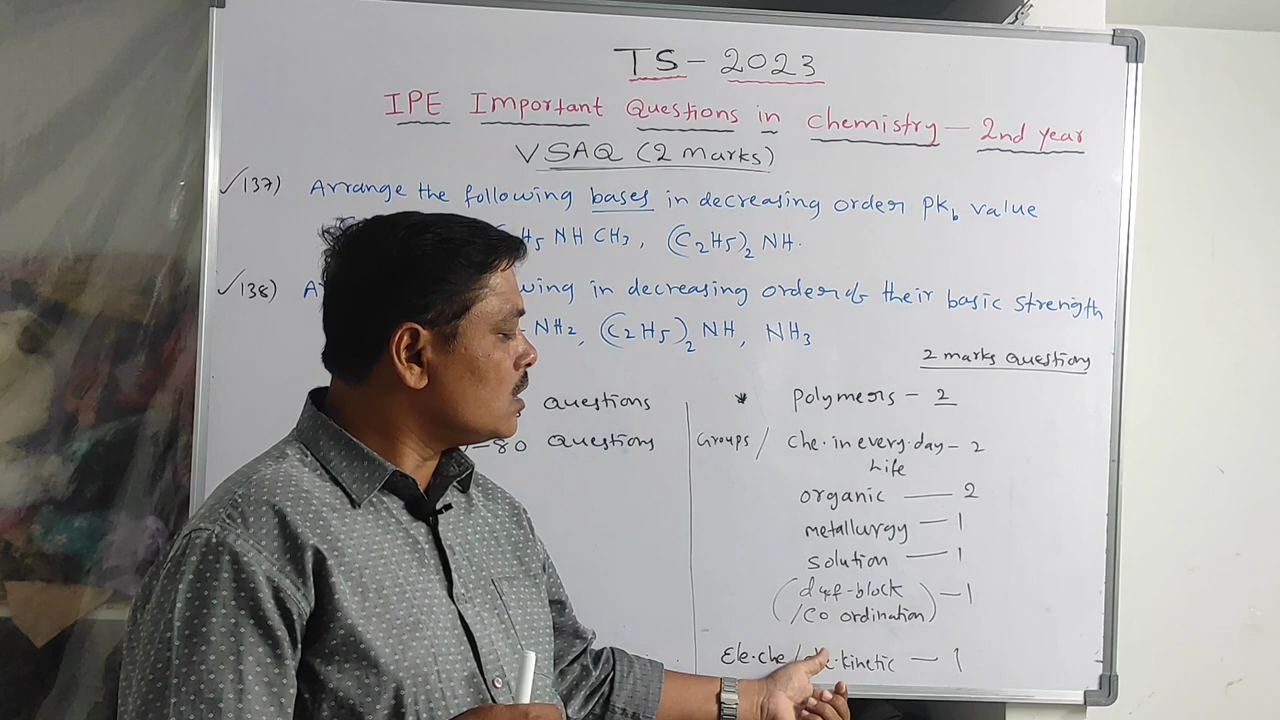 TS - 2023
IPE Important Questions in chemistry - 2nd year
VSAQ (2 marks)
✓137) Arrange the following bases in decreasing order pKb value
NH CH3, (C2H5)2 NH.
✓138) in decreasing order of their basic strength
NH2, (C2H5)2 NH, NH3
2 marks questions
questions
80 questions
* polymers - 2
Groups / che. in every. day - 2
Life
organic — 2
metallurgy — 1
solution — 1
(d & f - block
/ co ordination) — 1
Ele.che / kinetic — 1